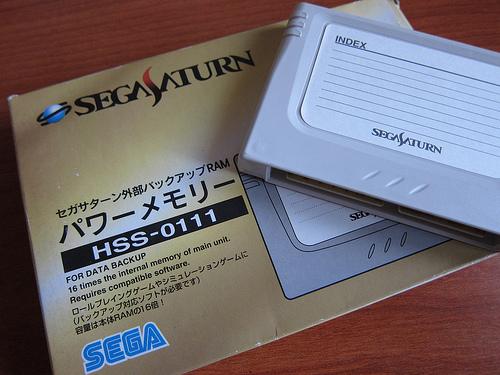 SEGA SATURN
セガサターン外部バックアップRAM
パワーメモリー
HSS-0111
FOR DATA BACKUP
16 times the internal memory of main unit.
Requires compatible software.
ロールプレイングゲームやシミュレーションゲームに
(バックアップ対応ソフトが必要です)
容量は本体RAMの16倍！
SEGA
INDEX
SEGA SATURN
SEG